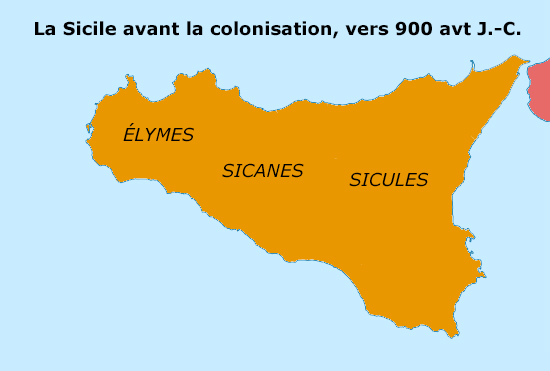 La Sicile avant la colonisation, vers 900 avt J.-C.
ÉLYMES
SICANES
SICULES